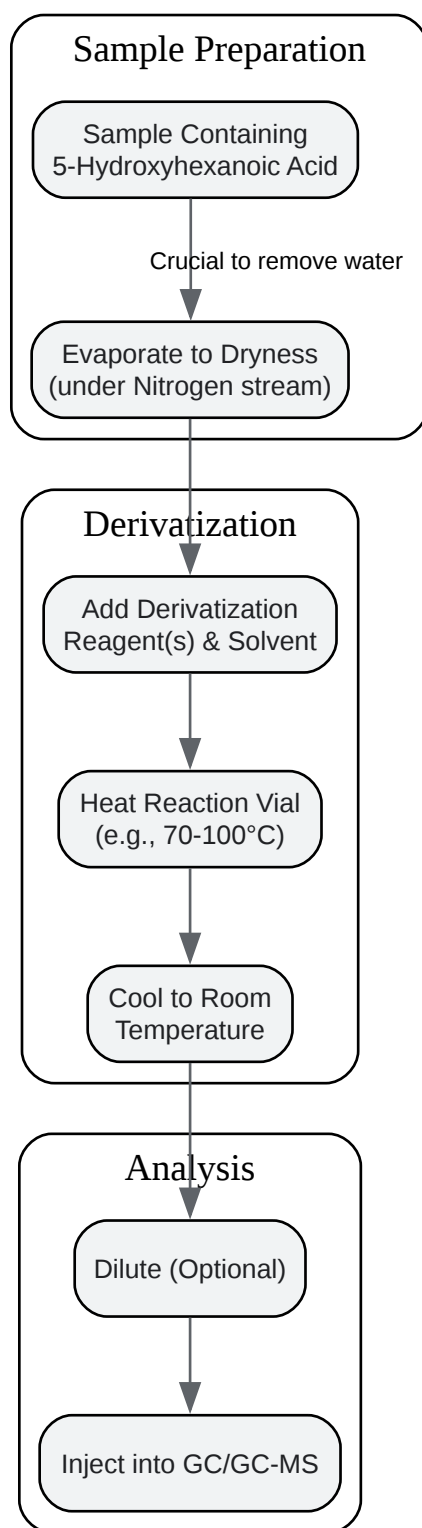 Sample Preparation
Sample Containing
5-Hydroxyhexanoic Acid
Crucial to remove water
Evaporate to Dryness
(under Nitrogen stream)
Derivatization
Add Derivatization
Reagent(s) & Solvent
Heat Reaction Vial
(e.g., 70-100°C)
Cool to Room
Temperature
Analysis
Dilute (Optional)
Inject into GC/GC-MS